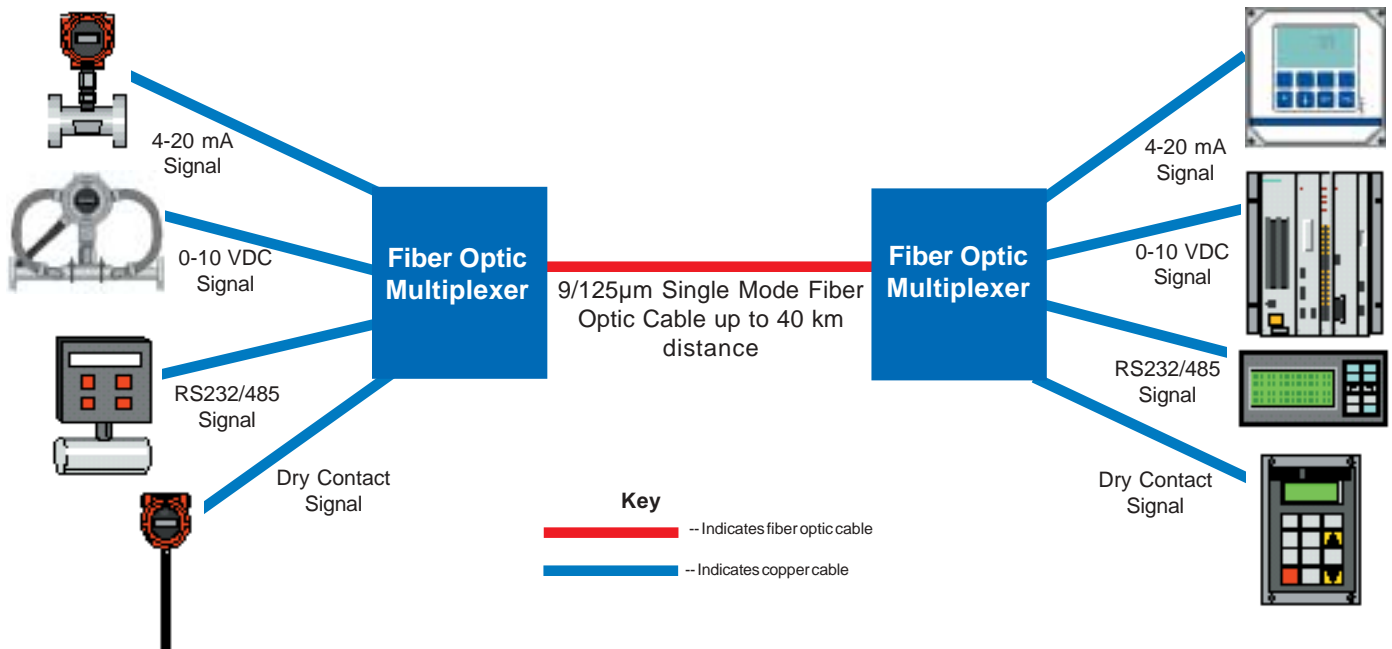 4-20 mA
Signal
0-10 VDC
Signal
RS232/485
Signal
Dry Contact
Signal
Fiber Optic
Multiplexer
9/125µm Single Mode Fiber
Optic Cable up to 40 km
distance
Fiber Optic
Multiplexer
4-20 mA
Signal
0-10 VDC
Signal
RS232/485
Signal
Dry Contact
Signal
Key
-- Indicates fiber optic cable
-- Indicates copper cable